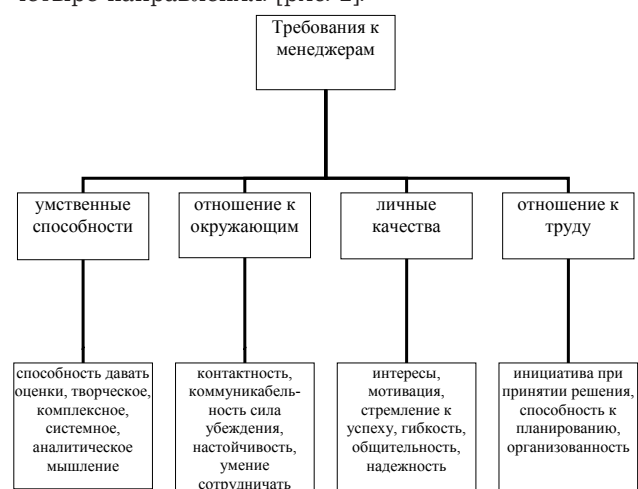 четыре направления. [рис. 2].
Требования к
менеджерам
умственные
способности
отношение к
окружающим
личные
качества
отношение к
труду
способность давать
оценки, творческое,
комплексное,
системное,
аналитическое
мышление
контактность,
коммуникабель-
ность сила
убеждения,
настойчивость,
умение
сотрудничать
интересы,
мотивация,
стремление к
успеху, гибкость,
общительность,
надежность
инициатива при
принятии решения,
способность к
планированию,
организованность